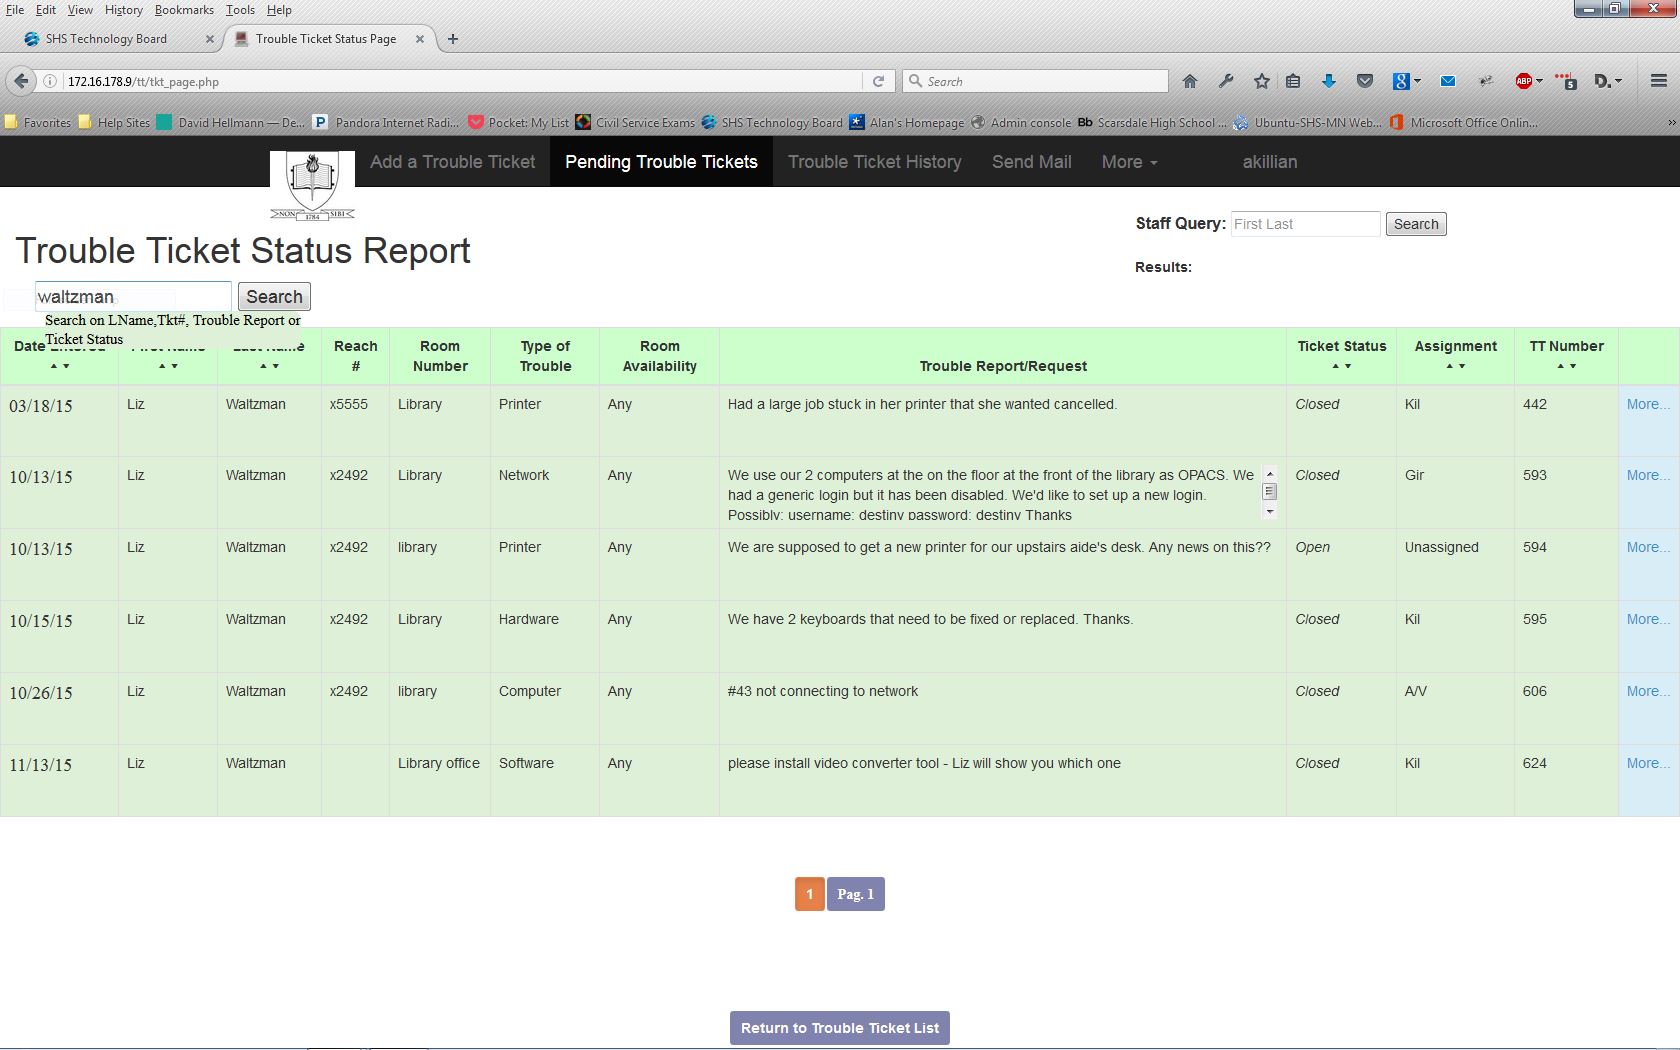 File Edit View History Bookmarks Tools Help
SHS Technology Board
Trouble Ticket Status Page
172.16.178.9/tt/tkt_page.php
Search
Favorites Help Sites David Hellmann — De... Pandora Internet Radi... Pocket: My List Civil Service Exams SHS Technology Board Alan's Homepage Admin console Bb Scarsdale High School ... Ubuntu-SHS-MN Web... Microsoft Office Onlin...
NON 1784 SIBI
Add a Trouble Ticket Pending Trouble Tickets Trouble Ticket History Send Mail More akillian
Staff Query: First Last Search
Results:
Trouble Ticket Status Report
waltzman Search
Search on LName,Tkt#, Trouble Report or
Ticket Status
Date Entered First Name Last Name Reach # Room Number Type of Trouble Room Availability Trouble Report/Request Ticket Status Assignment TT Number
03/18/15 Liz Waltzman x5555 Library Printer Any Had a large job stuck in her printer that she wanted cancelled. Closed Kil 442 More...
10/13/15 Liz Waltzman x2492 Library Network Any We use our 2 computers at the on the floor at the front of the library as OPACS. We Closed Gir 593 More...
had a generic login but it has been disabled. We'd like to set up a new login.
Possibly: username: destiny password: destiny Thanks
10/13/15 Liz Waltzman x2492 library Printer Any We are supposed to get a new printer for our upstairs aide's desk. Any news on this?? Open Unassigned 594 More...
10/15/15 Liz Waltzman x2492 Library Hardware Any We have 2 keyboards that need to be fixed or replaced. Thanks. Closed Kil 595 More...
10/26/15 Liz Waltzman x2492 library Computer Any #43 not connecting to network Closed A/V 606 More...
11/13/15 Liz Waltzman Library office Software Any please install video converter tool - Liz will show you which one Closed Kil 624 More...
1 Pag. 1
Return to Trouble Ticket List